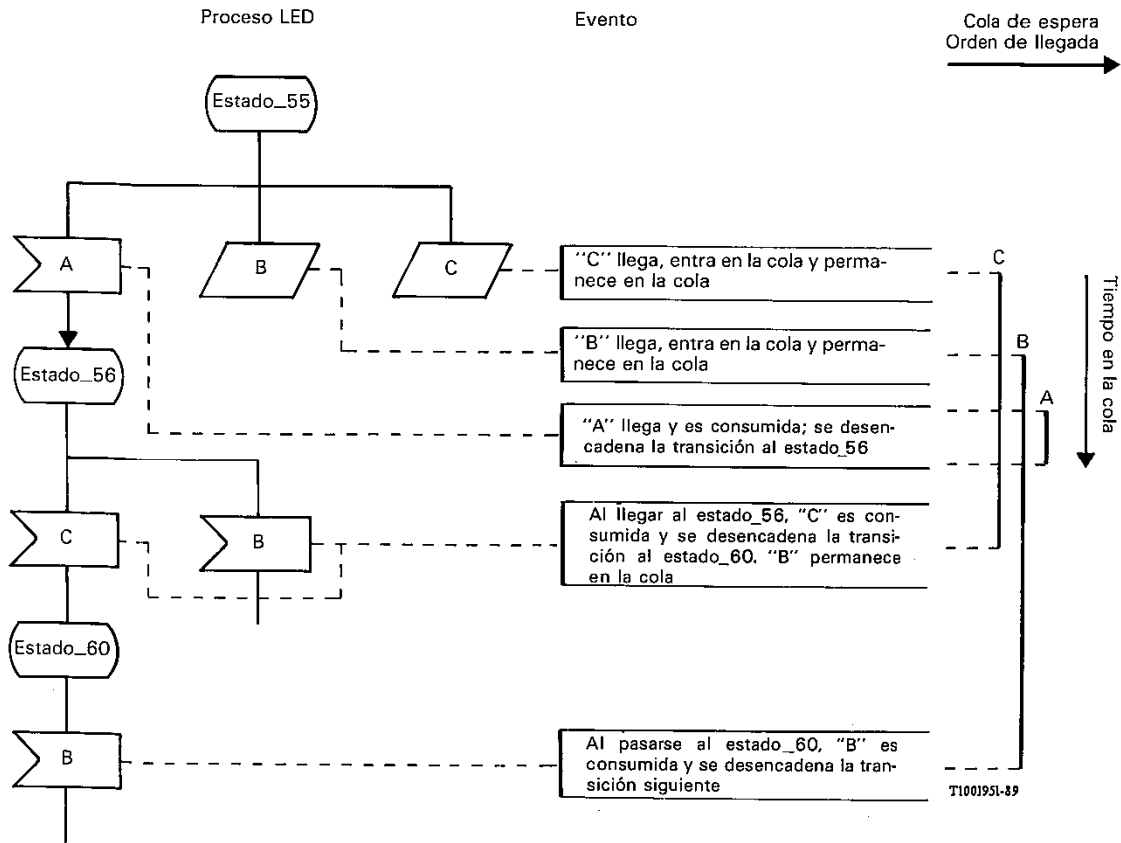 Proceso LED
Evento
Cola de espera
Orden de llegada
Estado_55
A
B
C
"C" llega, entra en la cola y perma-
nece en la cola
C
Tiempo en la cola
"B" llega, entra en la cola y perma-
nece en la cola
B
Estado_56
A
"A" llega y es consumida; se desen-
cadena la transición al estado_56
C
B
Al llegar al estado_56, "C" es con-
sumida y se desencadena la transi-
ción al estado_60. "B" permanece
en la cola
Estado_60
B
Al pasarse al estado_60, "B" es
consumida y se desencadena la tran-
sición siguiente
T1001951-89